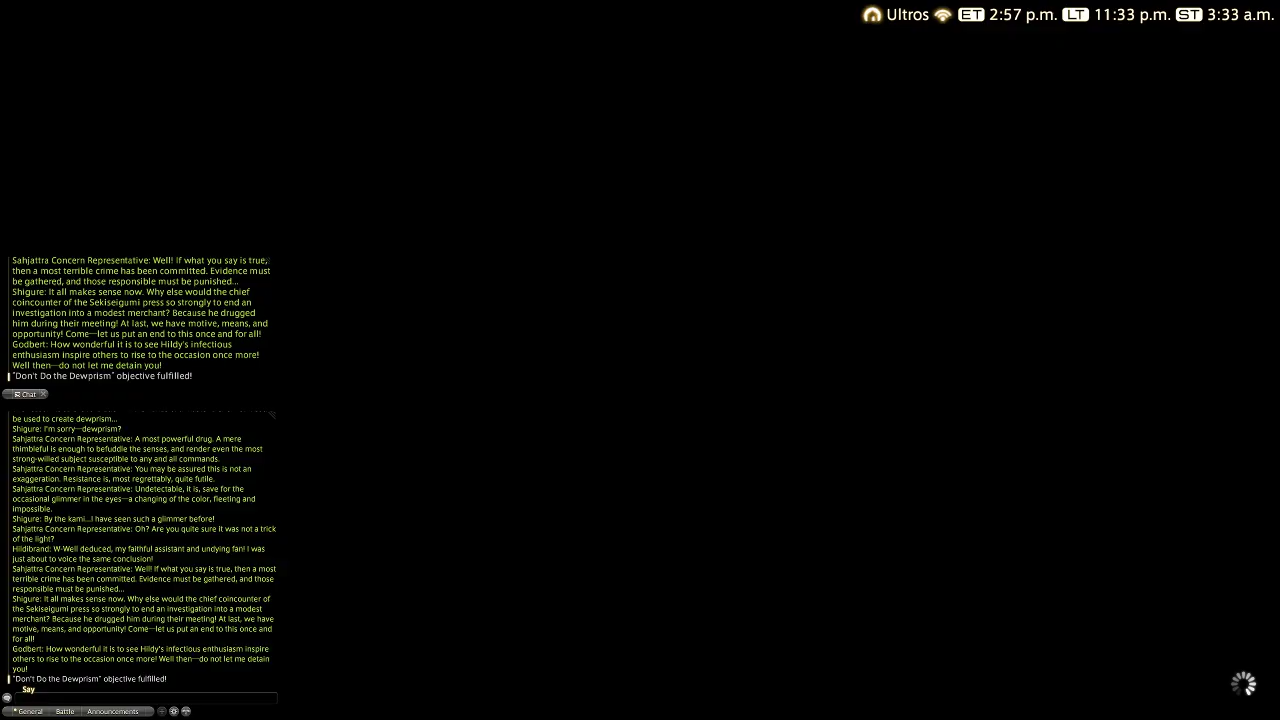 Ultros ET 2:57 p.m. LT 11:33 p.m. ST 3:33 a.m.
Sahjattra Concern Representative: Well! If what you say is true,
then a most terrible crime has been committed. Evidence must
be gathered, and those responsible must be punished...
Shigure: It all makes sense now. Why else would the chief
coincounter of the Sekiseigumi press so strongly to end an
investigation into a modest merchant? Because he drugged
him during their meeting! At last, we have motive, means, and
opportunity! Come—let us put an end to this once and for all!
Godbert: How wonderful it is to see Hildy's infectious
enthusiasm inspire others to rise to the occasion once more!
Well then—do not let me detain you!
"Don't Do the Dewprism" objective fulfilled!
Chat
be used to create dewprism...
Shigure: I'm sorry—dewprism?
Sahjattra Concern Representative: A most powerful drug. A mere
thimbleful is enough to befuddle the senses, and render even the most
strong-willed subject susceptible to any and all commands.
Sahjattra Concern Representative: You may be assured this is not an
exaggeration. Resistance is, most regrettably, quite futile.
Sahjattra Concern Representative: Undetectable, it is, save for the
occasional glimmer in the eyes—a changing of the color, fleeting and
impossible.
Shigure: By the kami...I have seen such a glimmer before!
Sahjattra Concern Representative: Oh? Are you quite sure it was not a trick
of the light?
Hildibrand: W-Well deduced, my faithful assistant and undying fan! I was
just about to voice the same conclusion!
Sahjattra Concern Representative: Well! If what you say is true, then a most
terrible crime has been committed. Evidence must be gathered, and those
responsible must be punished...
Shigure: It all makes sense now. Why else would the chief coincounter of
the Sekiseigumi press so strongly to end an investigation into a modest
merchant? Because he drugged him during their meeting! At last, we have
motive, means, and opportunity! Come—let us put an end to this once and
for all!
Godbert: How wonderful it is to see Hildy's infectious enthusiasm inspire
others to rise to the occasion once more! Well then—do not let me detain
you!
"Don't Do the Dewprism" objective fulfilled!
Say
General Battle Announcements